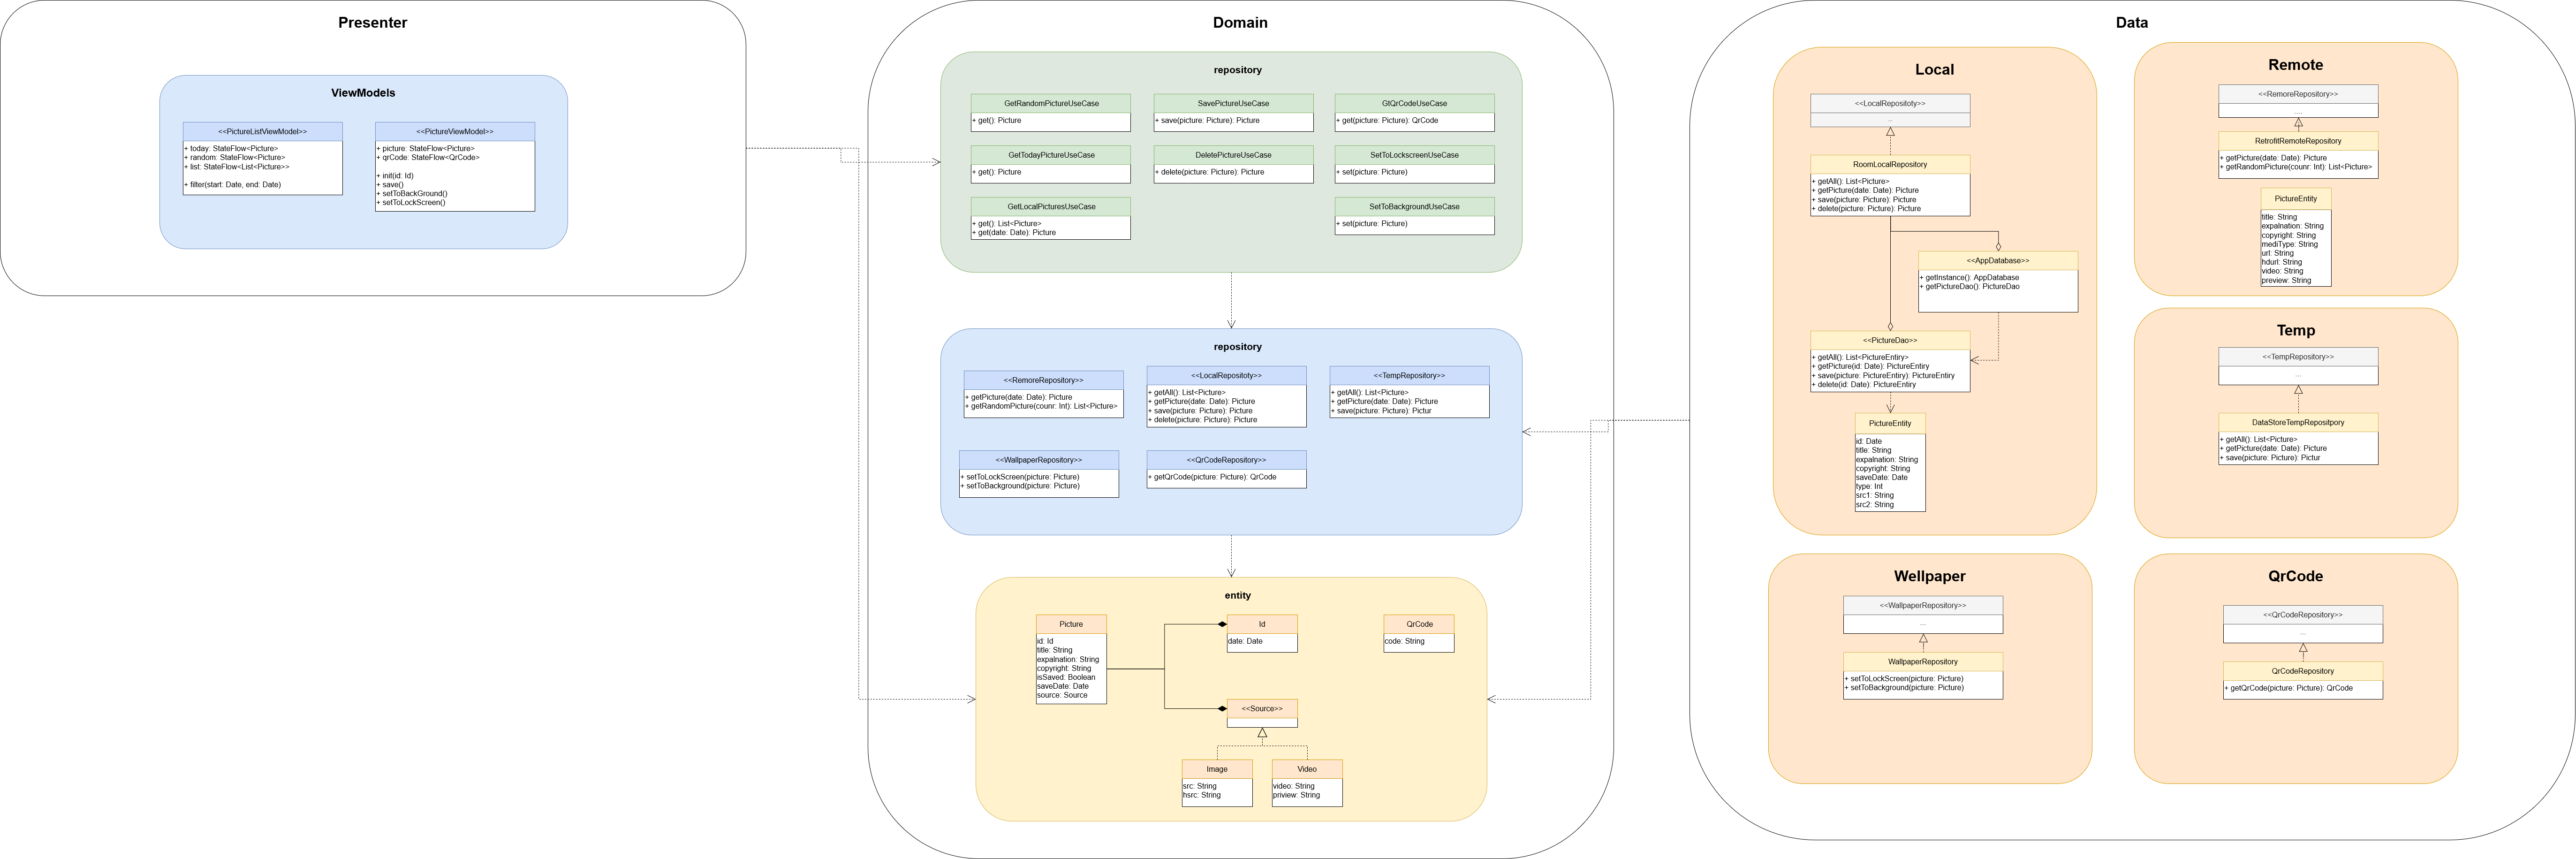 Presenter
ViewModels
<<PictureListViewModel>>
+ today: StateFlow<Picture>
+ random: StateFlow<Picture>
+ list: StateFlow<List<Picture>>
+ filter(start: Date, end: Date)
<<PictureViewModel>>
+ picture: StateFlow<Picture>
+ qrCode: StateFlow<QrCode>
+ init(id: Id)
+ save()
+ setToBackGround()
+ setToLockScreen()
Domain
repository
GetRandomPictureUseCase
+ get(): Picture
SavePictureUseCase
+ save(picture: Picture): Picture
GtQrCodeUseCase
+ get(picture: Picture): QrCode
GetTodayPictureUseCase
+ get(): Picture
DeletePictureUseCase
+ delete(picture: Picture): Picture
SetToLockscreenUseCase
+ set(picture: Picture)
GetLocalPicturesUseCase
+ get(): List<Picture>
+ get(date: Date): Picture
SetToBackgroundUseCase
+ set(picture: Picture)
repository
<<RemoreRepository>>
+ getPicture(date: Date): Picture
+ getRandomPicture(counr: Int): List<Picture>
<<LocalRepositoty>>
+ getAll(): List<Picture>
+ getPicture(date: Date): Picture
+ save(picture: Picture): Picture
+ delete(picture: Picture): Picture
<<TempRepository>>
+ getAll(): List<Picture>
+ getPicture(date: Date): Picture
+ save(picture: Picture): Pictur
<<WallpaperRepository>>
+ setToLockScreen(picture: Picture)
+ setToBackground(picture: Picture)
<<QrCodeRepository>>
+ getQrCode(picture: Picture): QrCode
entity
Picture
id: Id
title: String
expalnation: String
copyright: String
isSaved: Boolean
saveDate: Date
source: Source
Id
date: Date
QrCode
code: String
<<Source>>
Image
src: String
hsrc: String
Video
video: String
priview: String
Data
Local
<<LocalRepositoty>>
...
RoomLocalRepository
+ getAll(): List<Picture>
+ getPicture(date: Date): Picture
+ save(picture: Picture): Picture
+ delete(picture: Picture): Picture
<<AppDatabase>>
+ getInstance(): AppDatabase
+ getPictureDao(): PictureDao
<<PictureDao>>
+ getAll(): List<PictureEntity>
+ getPicture(id: Date): PictureEntity
+ save(picture: PictureEntity): PictureEntity
+ delete(id: Date): PictureEntity
PictureEntity
id: Date
title: String
expalnation: String
copyright: String
saveDate: Date
type: Int
src1: String
src2: String
Remote
<<RemoreRepository>>
....
RetrofitRemoteRepository
+ getPicture(date: Date): Picture
+ getRandomPicture(counr: Int): List<Picture>
PictureEntity
title: String
expalnation: String
copyright: String
mediType: String
url: String
hdurl: String
video: String
preview: String
Temp
<<TempRepository>>
...
DataStoreTempRepositpory
+ getAll(): List<Picture>
+ getPicture(date: Date): Picture
+ save(picture: Picture): Pictur
Wellpaper
<<WallpaperRepository>>
....
WallpaperRepository
+ setToLockScreen(picture: Picture)
+ setToBackground(picture: Picture)
QrCode
<<QrCodeRepository>>
...
QrCodeRepository
+ getQrCode(picture: Picture): QrCode